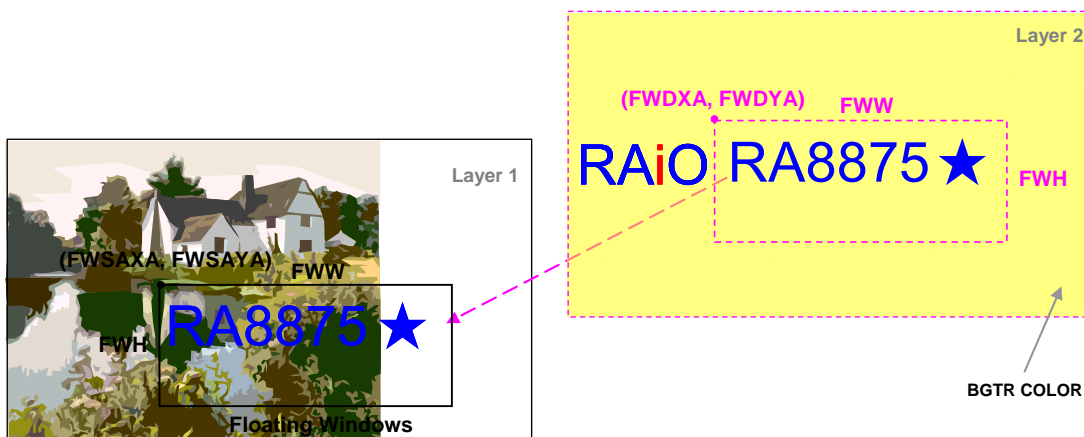 Layer 2
(FWDXA, FWDYA)
FWW
RAiO RA8875
FWH
BGTR COLOR
Layer 1
(FWSAXA, FWSAYA)
FWW
RA8875
FWH
Floating Windows